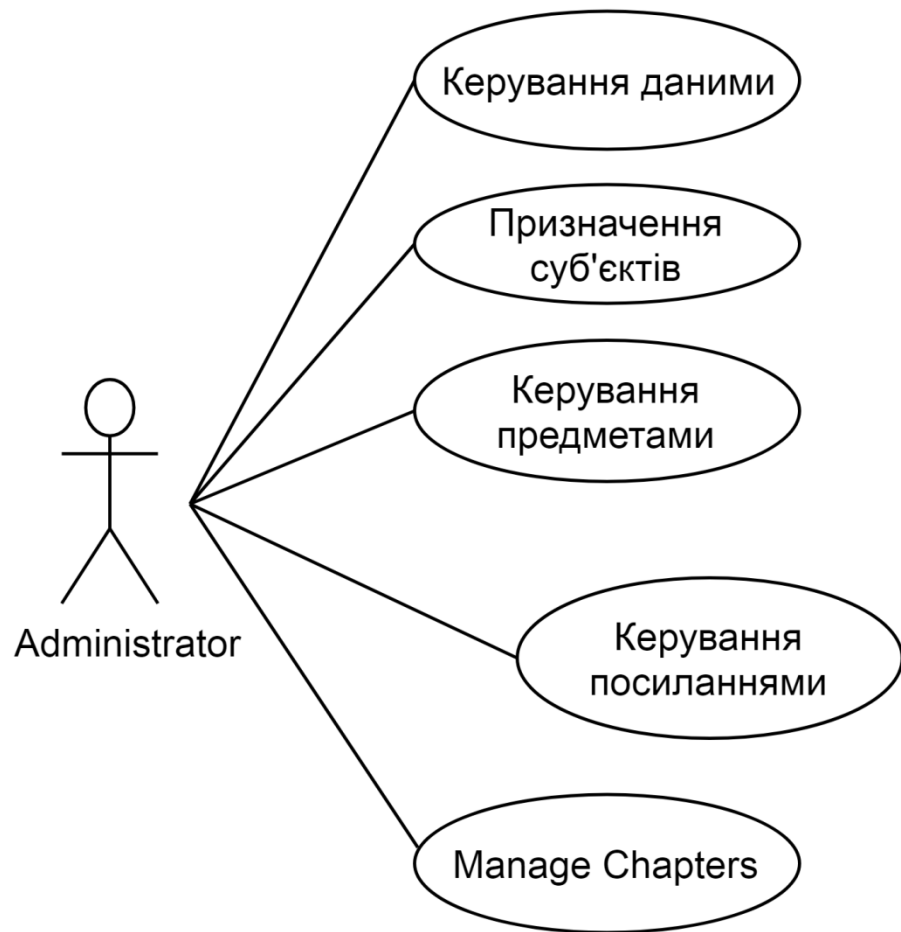 Керування даними
Призначення
суб'єктів
Керування
предметами
Administrator
Керування
посиланнями
Manage Chapters